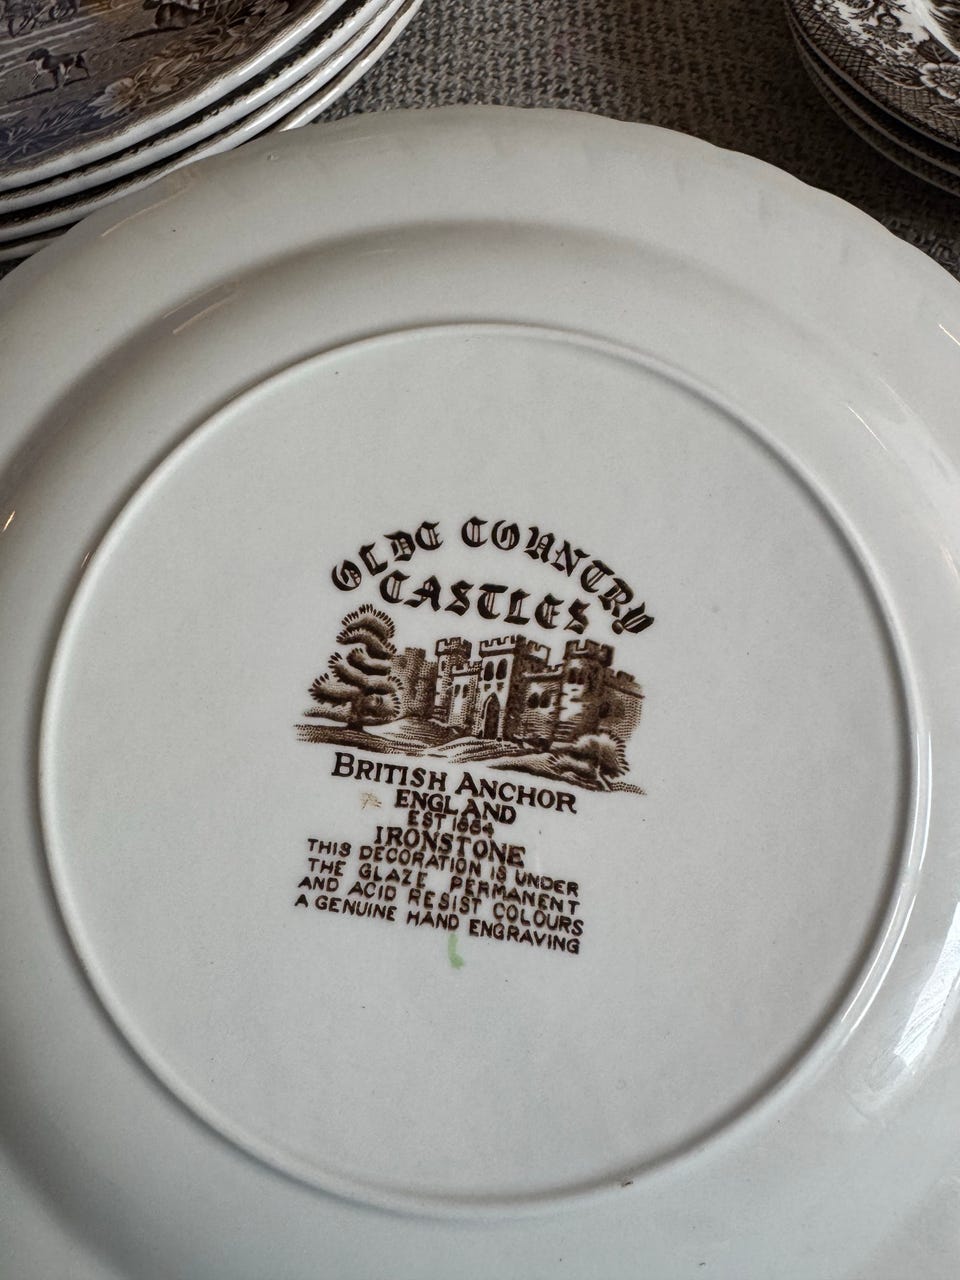 OLDE COUNTRY
CASTLES
BRITISH ANCHOR
ENGLAND
EST 1884
IRONSTONE
THIS DECORATION IS UNDER
THE GLAZE, PERMANENT
AND ACID RESIST COLOURS
A GENUINE HAND ENGRAVING